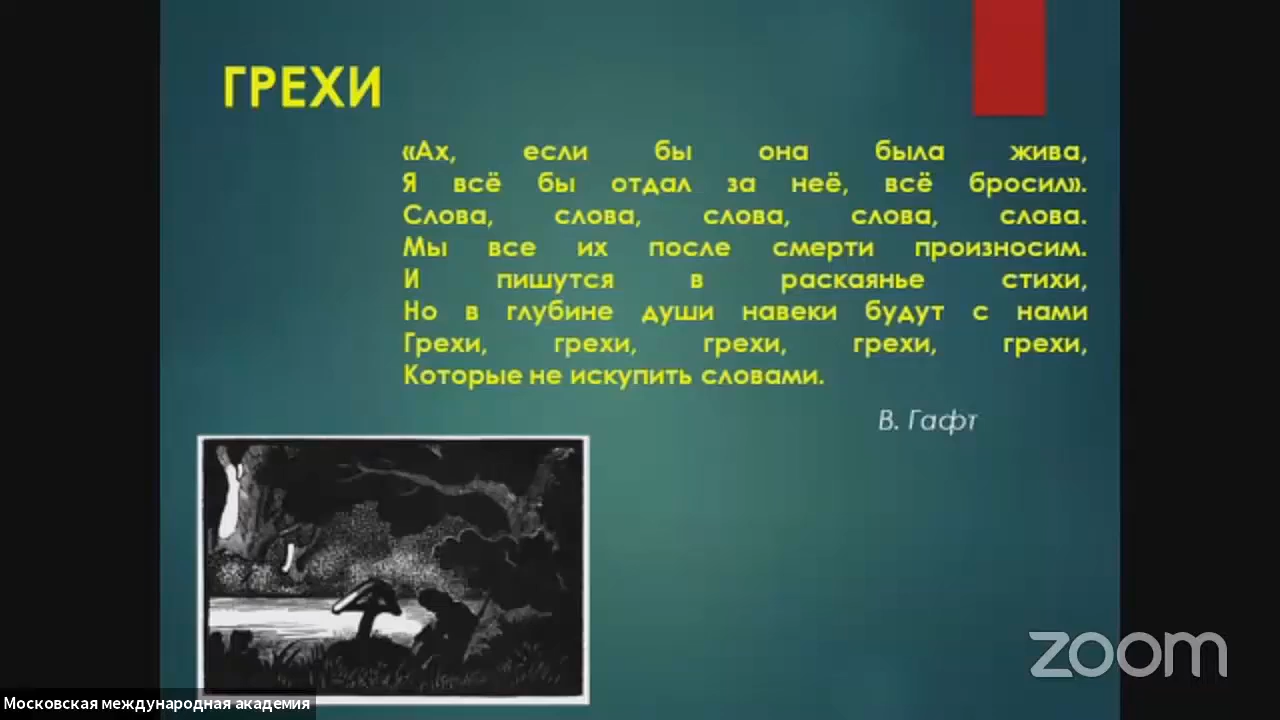 ГРЕХИ
«Ах, если бы она была жива,
Я всё бы отдал за неё, всё бросил».
Слова, слова, слова, слова, слова.
Мы все их после смерти произносим.
И пишутся в раскаянье стихи,
Но в глубине души навеки будут с нами
Грехи, грехи, грехи, грехи, грехи,
Которые не искупить словами.
В. Гафт
zoom
Московская международная академия